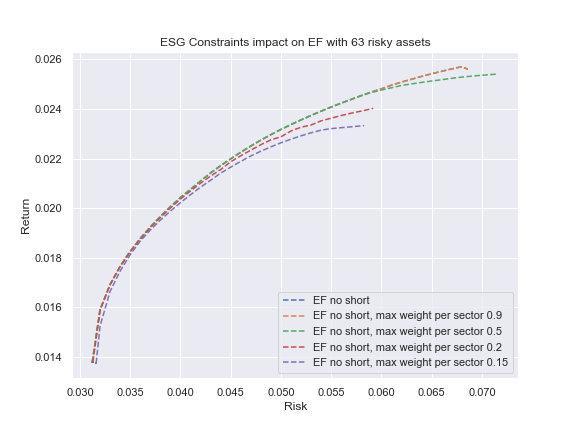 ESG Constraints impact on EF with 63 risky assets
0.026
0.024
0.022
0.020
0.018
0.016
0.014
Return
EF no short
EF no short, max weight per sector 0.9
EF no short, max weight per sector 0.5
EF no short, max weight per sector 0.2
EF no short, max weight per sector 0.15
0.030 0.035 0.040 0.045 0.050 0.055 0.060 0.065 0.070
Risk